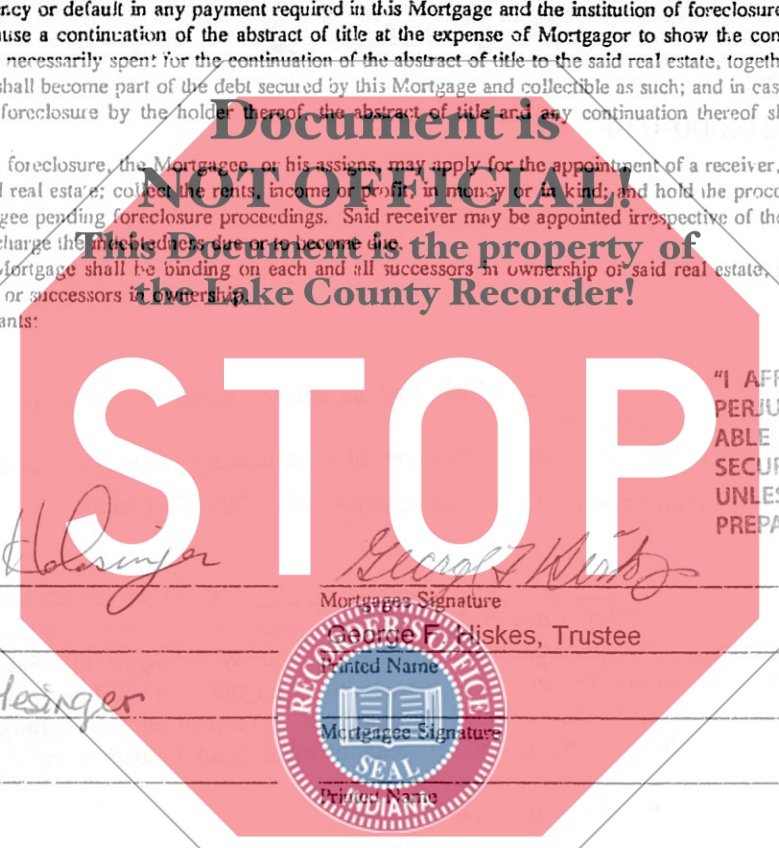 ncy or default in any payment required in this Mortgage and the institution of foreclosure
use a continuation of the abstract of title at the expense of Mortgagor to show the con
necessarily spent for the continuation of the abstract of title to the said real estate, togeth
shall become part of the debt secured by this Mortgage and collectible as such; and in cas
foreclosure by the holder thereof, the abstract of title and any continuation thereof s
Document is
foreclosure, the Mortgagee, or his assigns, may apply for the appointment of a receiver,
NOT OFFICIAL!
real estate; collect the rents, income or profit, in money or in kind; and hold the proc
gee pending foreclosure proceedings. Said receiver may be appointed irrespective of th
charge the indebtedness due or to become due.
This Document is the property of
Mortgage shall be binding on each and all successors in ownership of said real estate,
or successors in ownership.
the Lake County Recorder!
ants:
STOP
"I AFF
PERJU
ABLE
SECUR
UNLES
PREPA
Holesinger
George F Hiskes
Mortgagee Signature
George F. Hiskes, Trustee
Printed Name
lesinger
Mortgagee Signature
Printed Name
RECORDER'S OFFICE
SEAL
INDIANA